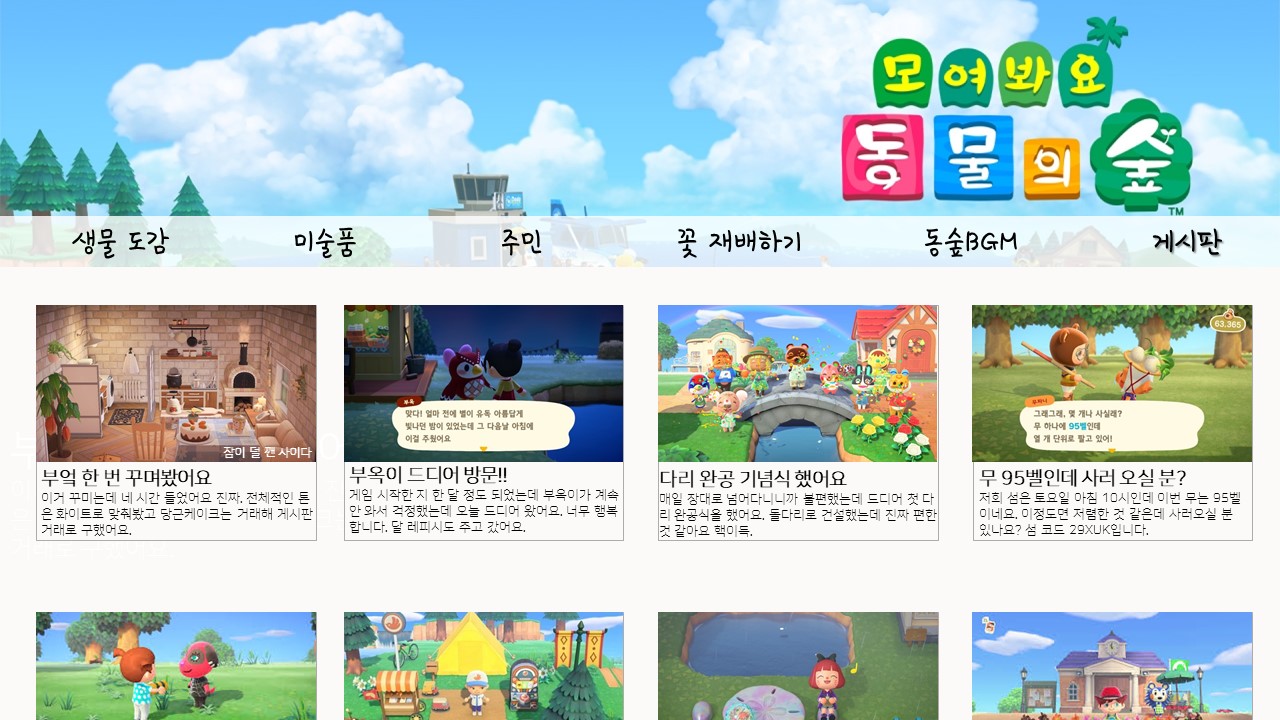 모여봐요
동물의숲
TM
생물 도감
미술품
주민
꽃 재배하기
동숲BGM
게시판
잠이 덜 깬 사이다
부엌 한 번 꾸며봤어요
이거 꾸미는데 네 시간 들었어요 진짜. 전체적인 톤
은 화이트로 맞춰봤고 당근케이크는 거래해 게시판
거래로 구했어요.
부옥
맞다! 얼마 전에 별이 유독 아름답게
빛나던 밤이 있었는데 그 다음날 아침에
이걸 주웠어요
부옥이 드디어 방문!!
게임 시작한 지 한 달 정도 되었는데 부옥이가 계속
안 와서 걱정했는데 오늘 드디어 왔어요. 너무 행복
합니다. 달 레시피도 주고 갔어요.
다리 완공 기념식 했어요
매일 장대로 넘어다니니까 불편했는데 드디어 첫 다
리 완공식을 했어요. 돌다리로 건설했는데 진짜 편한
것 같아요 핵이득.
63,365
무파니
그래그래, 몇 개나 사실래?
무 하나에 95벨인데
열 개 단위로 팔고 있어!
무 95벨인데 사러 오실 분?
저희 섬은 토요일 아침 10시인데 이번 무는 95벨
이네요. 이정도면 저렴한 것 같은데 사러오실 분
있나요? 섬 코드 29XUK입니다.